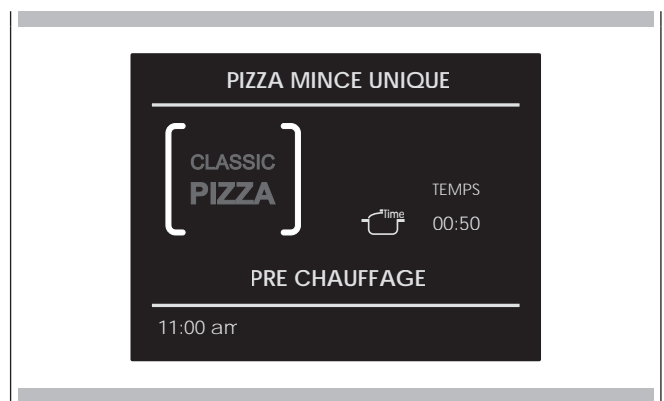 PIZZA MINCE UNIQUE
CLASSIC
PIZZA
TEMPS
Time
00:50
PRE CHAUFFAGE
11:00 am